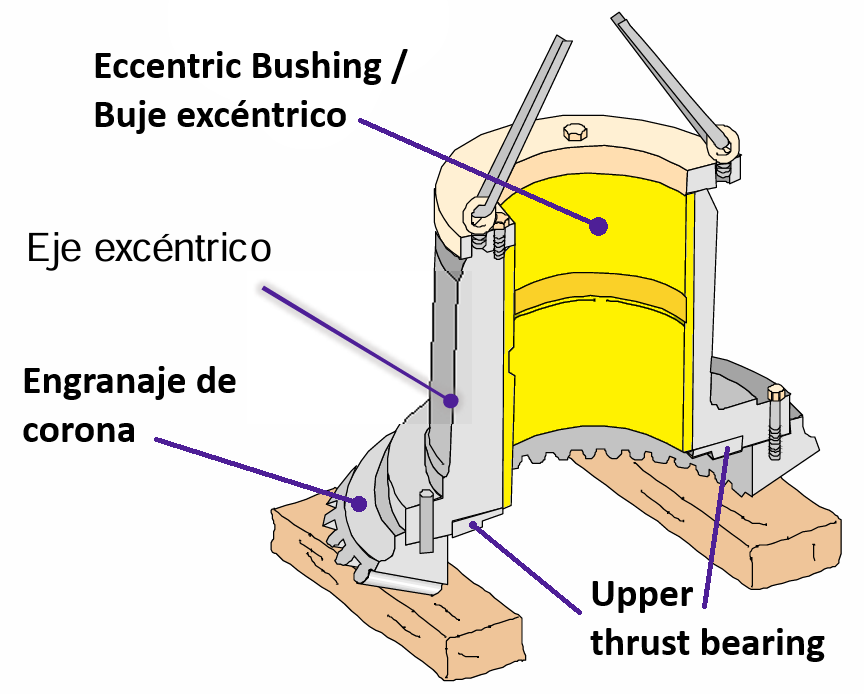 Eccentric Bushing /
Buje excéntrico
Eje excéntrico
Engranaje de
corona
Upper
thrust bearing